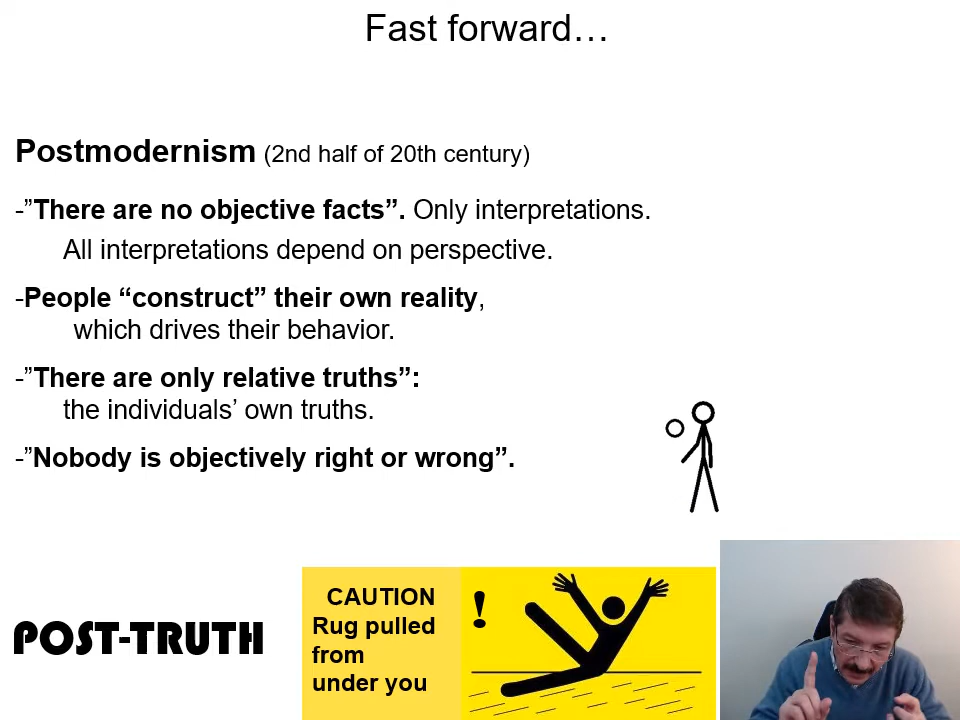 Fast forward…
Postmodernism (2nd half of 20th century)
-”There are no objective facts”. Only interpretations.
All interpretations depend on perspective.
-People “construct” their own reality,
which drives their behavior.
-”There are only relative truths”:
the individuals’ own truths.
-”Nobody is objectively right or wrong”.
POST-TRUTH
CAUTION
Rug pulled
from
under you
!